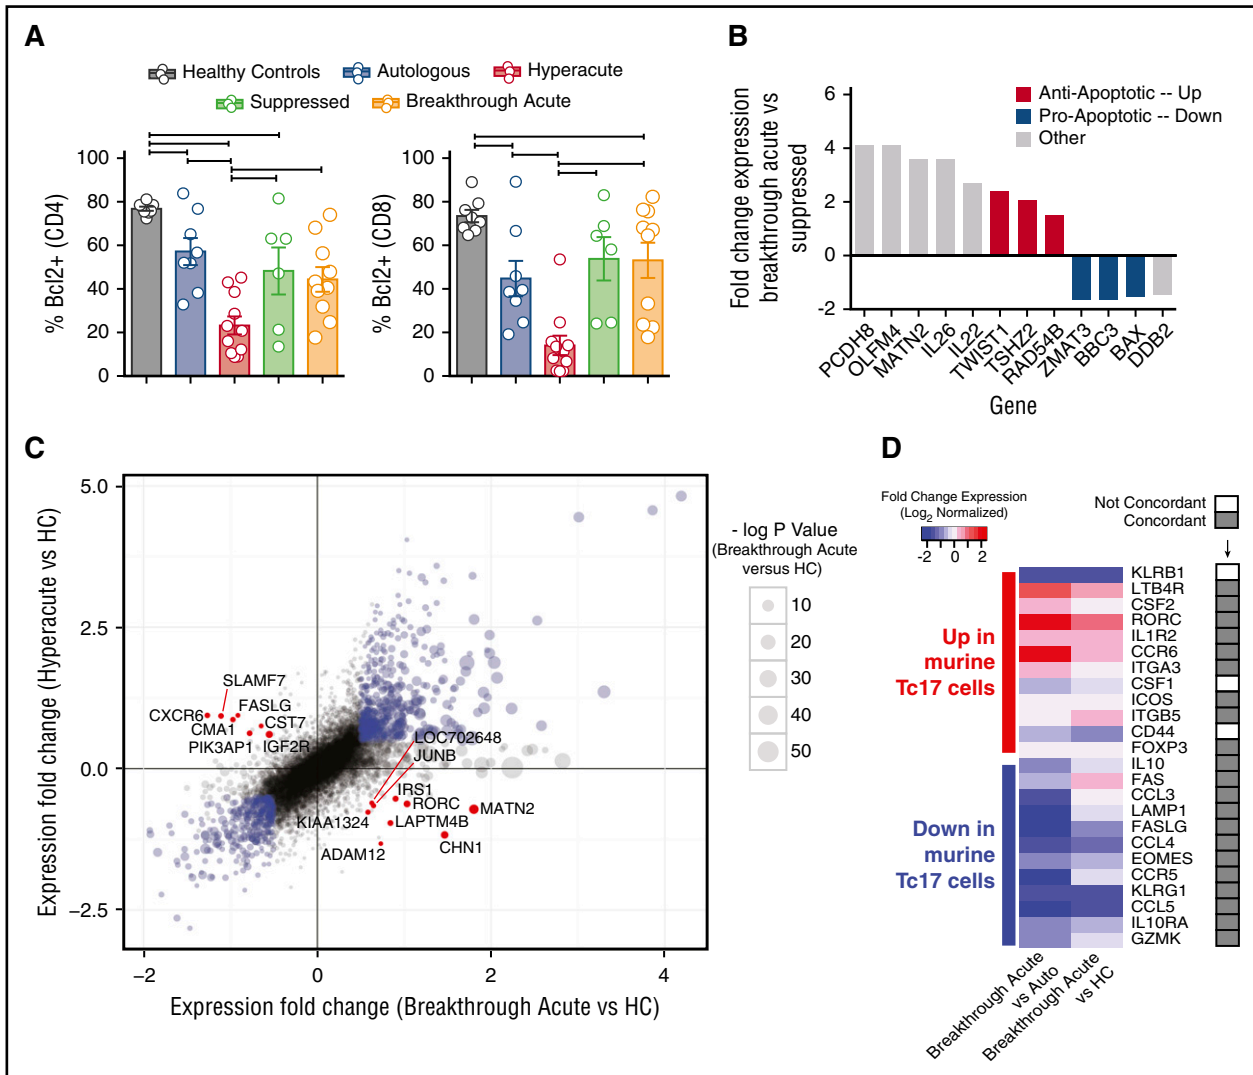 A
Healthy Controls
Autologous
Hyperacute
Suppressed
Breakthrough Acute
% Bcl2+ (CD4)
100
80
60
40
20
0
% Bcl2+ (CD8)
100
80
60
40
20
0
B
Fold change expression
breakthrough acute vs
suppressed
6
4
2
0
-2
Anti-Apoptotic -- Up
Pro-Apoptotic -- Down
Other
PCDH8
OLFM4
MATN2
IL26
IL22
TWIST1
TSHZ2
RAD54B
ZMAT3
BBC3
BAX
DDB2
Gene
C
Expression fold change (Hyperacute vs HC)
5.0
2.5
0.0
−2.5
SLAMF7
CXCR6
FASLG
CMA1
CST7
PIK3AP1
IGF2R
LOC702648
JUNB
IRS1
RORC
MATN2
KIAA1324
LAPTM4B
CHN1
ADAM12
−2
0
2
4
Expression fold change (Breakthrough Acute vs HC)
- log P Value
(Breakthrough Acute
versus HC)
10
20
30
40
50
D
Fold Change Expression
(Log2 Normalized)
-2
0
2
Not Concordant
Concordant
Up in
murine
Tc17 cells
Down in
murine
Tc17 cells
KLRB1
LTB4R
CSF2
RORC
IL1R2
CCR6
ITGA3
CSF1
ICOS
ITGB5
CD44
FOXP3
IL10
FAS
CCL3
LAMP1
FASLG
CCL4
EOMES
CCR5
KLRG1
CCL5
IL10RA
GZMK
Breakthrough Acute
vs Auto
Breakthrough Acute
vs HC